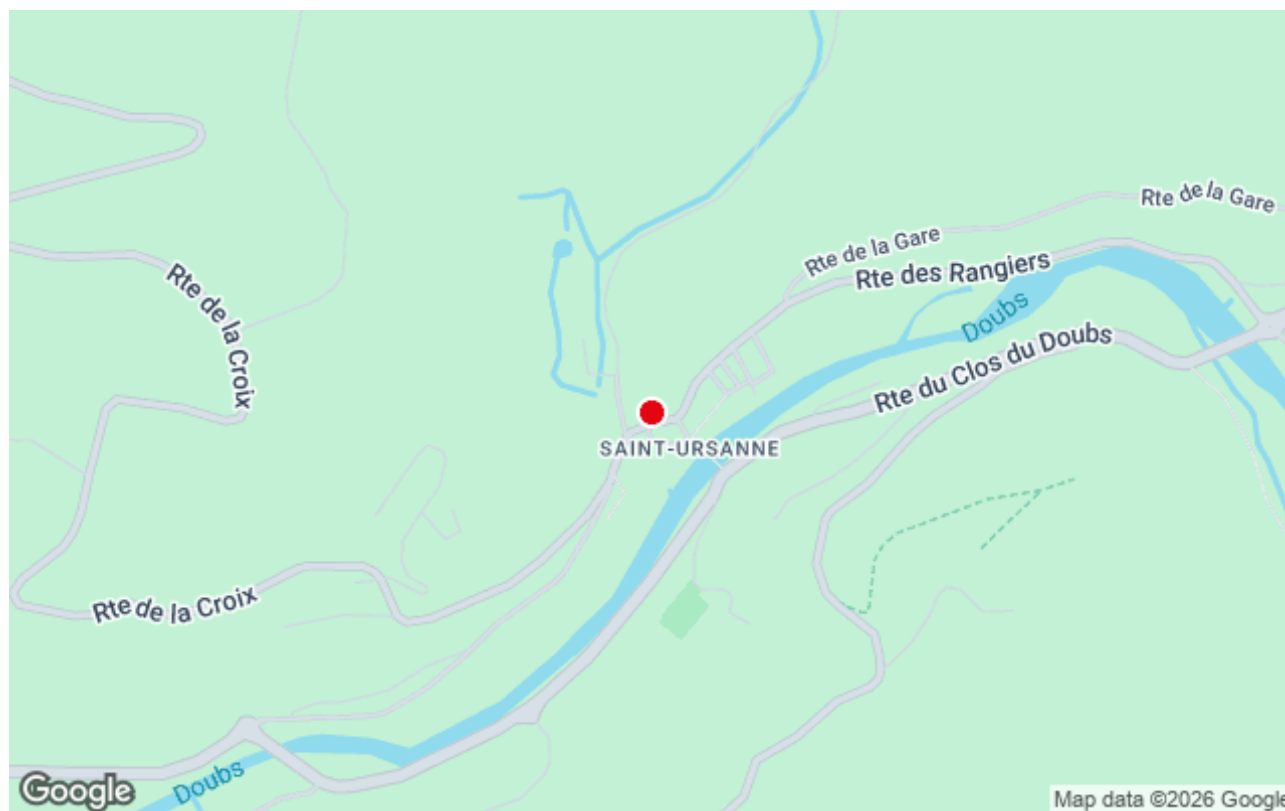 Rte de la Gare
Rte de la Gare
Rte des Rangiers
Rte de la Croix
Doubs
Rte du Clos du Doubs
SAINT-URSANNE
Rte de la Croix
Doubs
Google
Map data ©2026 Google